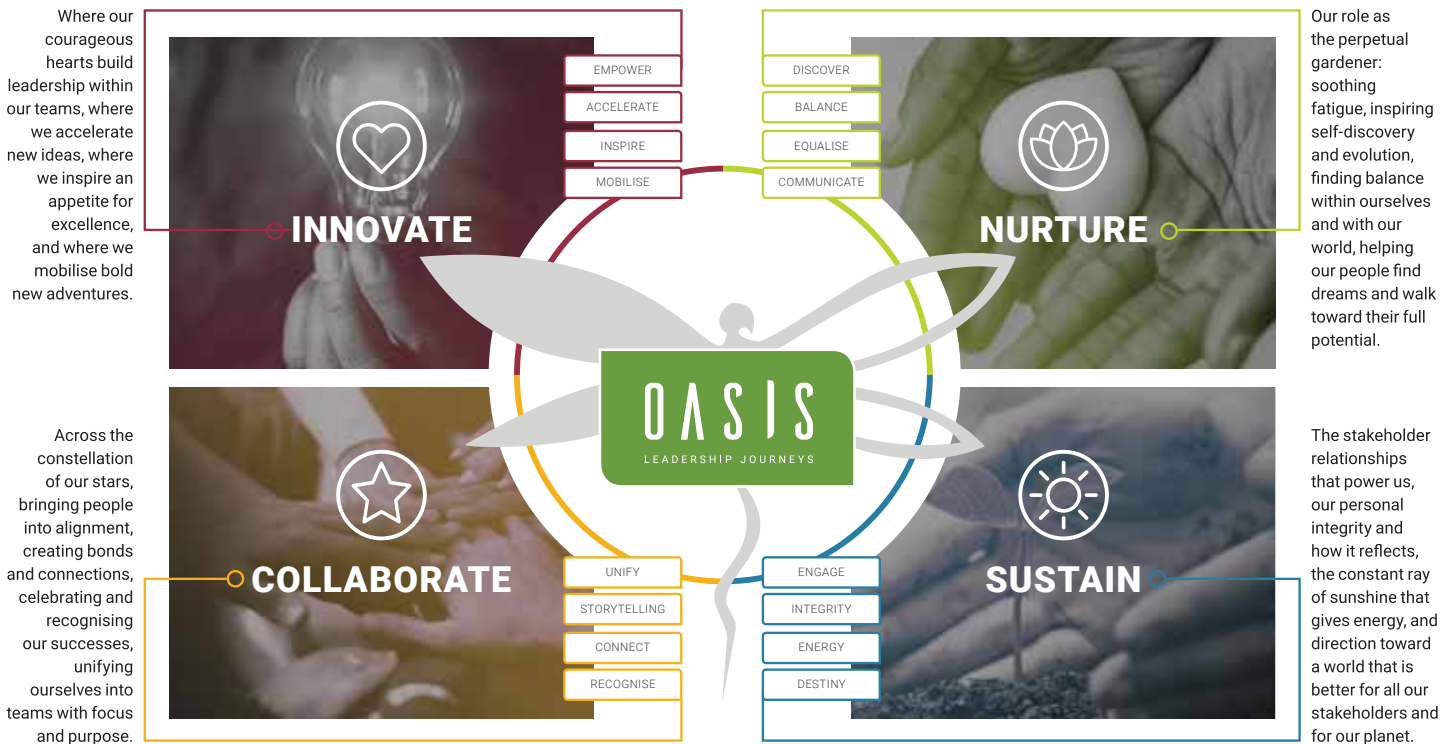 Where our
courageous
hearts build
leadership within
our teams, where
we accelerate
new ideas, where
we inspire an
appetite for
excellence,
and where we
mobilise bold
new adventures.
INNOVATE
EMPOWER
ACCELERATE
INSPIRE
MOBILISE
DISCOVER
BALANCE
EQUALISE
COMMUNICATE
NURTURE
Our role as
the perpetual
gardener:
soothing
fatigue, inspiring
self-discovery
and evolution,
finding balance
within ourselves
and with our
world, helping
our people find
dreams and walk
toward their full
potential.
OASIS
LEADERSHIP JOURNEYS
Across the
constellation
of our stars,
bringing people
into alignment,
creating bonds
and connections,
celebrating and
recognising
our successes,
unifying
ourselves into
teams with focus
and purpose.
COLLABORATE
UNIFY
STORYTELLING
CONNECT
RECOGNISE
ENGAGE
INTEGRITY
ENERGY
DESTINY
SUSTAIN
The stakeholder
relationships
that power us,
our personal
integrity and
how it reflects,
the constant ray
of sunshine that
gives energy, and
direction toward
a world that is
better for all our
stakeholders and
for our planet.